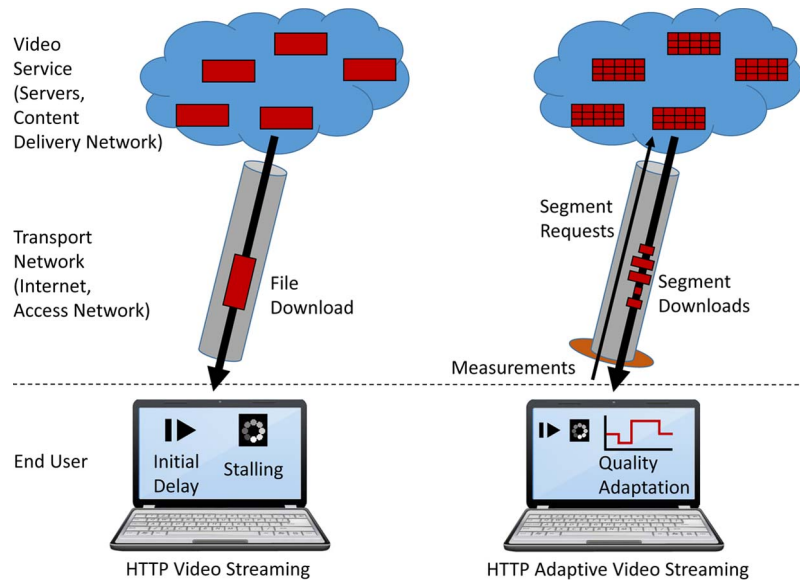 Video
Service
(Servers,
Content
Delivery Network)
Transport
Network
(Internet,
Access Network)
File
Download
Segment
Requests
Segment
Downloads
Measurements
End User
Initial
Delay
Stalling
Quality
Adaptation
HTTP Video Streaming
HTTP Adaptive Video Streaming